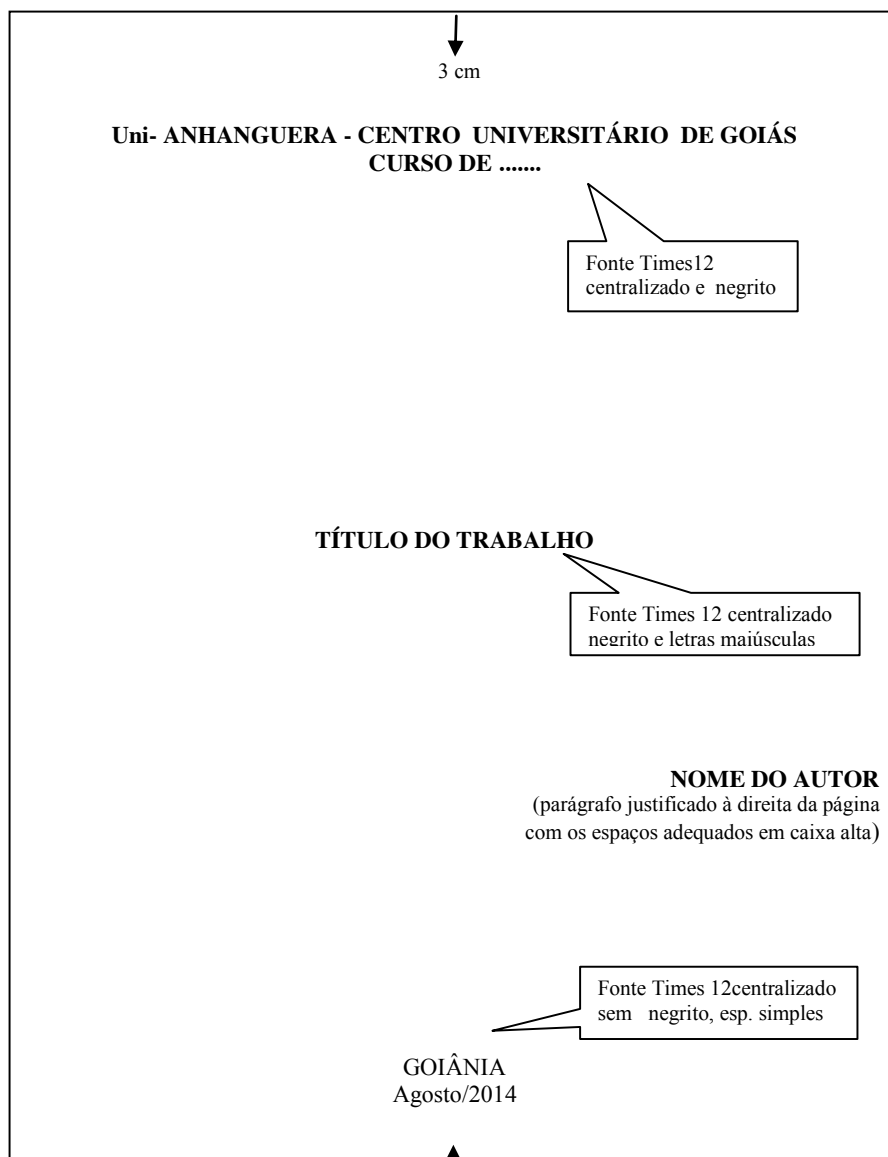 3 cm
Uni- ANHANGUERA - CENTRO UNIVERSITÁRIO DE GOIÁS
CURSO DE .......
Fonte Times12
centralizado e negrito
TÍTULO DO TRABALHO
Fonte Times 12 centralizado
negrito e letras maiúsculas
NOME DO AUTOR
(parágrafo justificado à direita da página
com os espaços adequados em caixa alta)
Fonte Times 12centralizado
sem negrito, esp. simples
GOIÂNIA
Agosto/2014